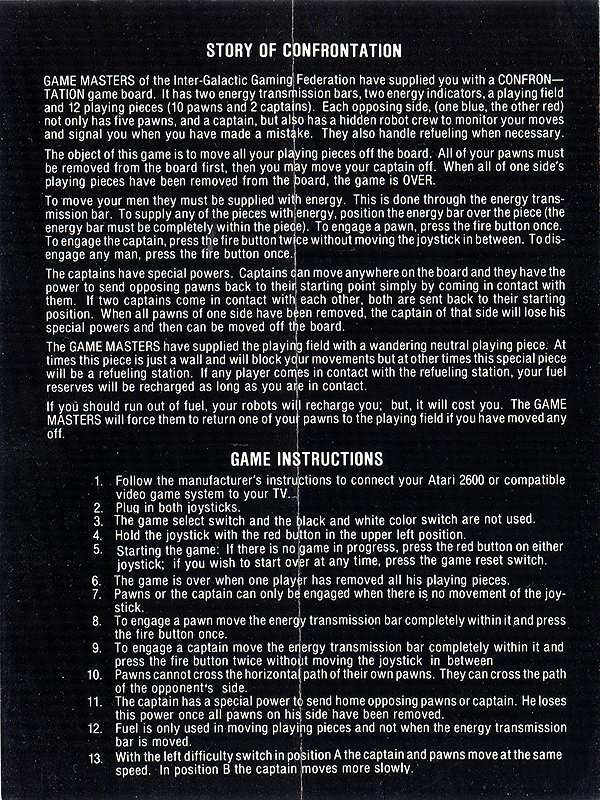 STORY OF CONFRONTATION
GAME MASTERS of the Inter-Galactic Gaming Federation have supplied you with a CONFRON—
TATION game board. It has two energy transmission bars, two energy indicators, a playing field
and 12 playing pieces (10 pawns and 2 captains). Each opposing side, (one blue, the other red)
not only has five pawns, and a captain, but also has a hidden robot crew to monitor your moves
and signal you when you have made a mistake. They also handle refueling when necessary.
The object of this game is to move all your playing pieces off the board. All of your pawns must
be removed from the board first, then you may move your captain off. When all of one side's
playing pieces have been removed from the board, the game is OVER.
To move your men they must be supplied with energy. This is done through the energy trans-
mission bar. To supply any of the pieces with energy, position the energy bar over the piece (the
energy bar must be completely within the piece). To engage a pawn, press the fire button once.
To engage the captain, press the fire button twice without moving the joystick in between. To dis-
engage any man, press the fire button once.
The captains have special powers. Captains can move anywhere on the board and they have the
power to send opposing pawns back to their starting point simply by coming in contact with
them. If two captains come in contact with each other, both are sent back to their starting
position. When all pawns of one side have been removed, the captain of that side will lose his
special powers and then can be moved off the board.
The GAME MASTERS have supplied the playing field with a wandering neutral playing piece. At
times this piece is just a wall and will block your movements but at other times this special piece
will be a refueling station. If any player comes in contact with the refueling station, your fuel
reserves will be recharged as long as you are in contact.
If you should run out of fuel, your robots will recharge you; but, it will cost you. The GAME
MASTERS will force them to return one of your pawns to the playing field if you have moved any
off.
GAME INSTRUCTIONS
1. Follow the manufacturer's instructions to connect your Atari 2600 or compatible
video game system to your TV.
2. Plug in both joysticks.
3. The game select switch and the black and white color switch are not used.
4. Hold the joystick with the red button in the upper left position.
5. Starting the game: If there is no game in progress, press the red button on either
joystick; if you wish to start over at any time, press the game reset switch.
6. The game is over when one player has removed all his playing pieces.
7. Pawns or the captain can only be engaged when there is no movement of the joy-
stick.
8. To engage a pawn move the energy transmission bar completely within it and press
the fire button once.
9. To engage a captain move the energy transmission bar completely within it and
press the fire button twice without moving the joystick in between
10. Pawns cannot cross the horizontal path of their own pawns. They can cross the path
of the opponent's side.
11. The captain has a special power to send home opposing pawns or captain. He loses
this power once all pawns on his side have been removed.
12. Fuel is only used in moving playing pieces and not when the energy transmission
bar is moved.
13. With the left difficulty switch in position A the captain and pawns move at the same
speed. In position B the captain moves more slowly.